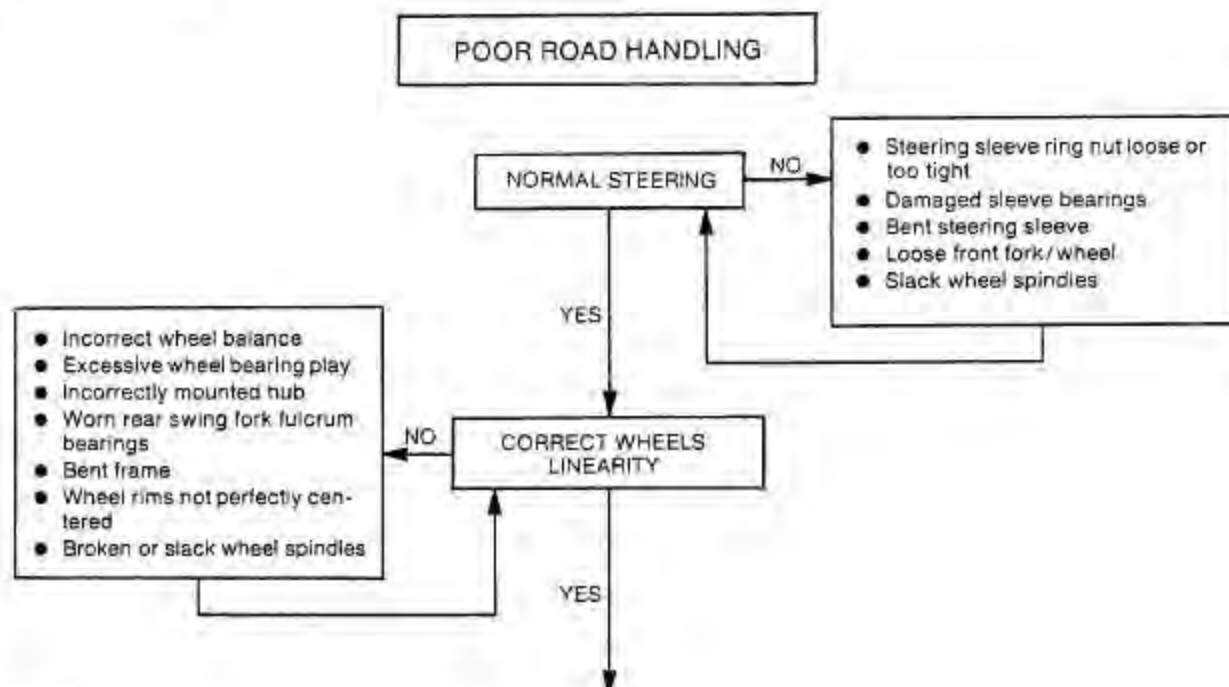 POOR ROAD HANDLING
NORMAL STEERING
NO
● Steering sleeve ring nut loose or
too tight
● Damaged sleeve bearings
● Bent steering sleeve
● Loose front fork/wheel
● Slack wheel spindles
YES
● Incorrect wheel balance
● Excessive wheel bearing play
● Incorrectly mounted hub
● Worn rear swing fork fulcrum
bearings
● Bent frame
● Wheel rims not perfectly cen-
tered
● Broken or slack wheel spindles
NO
CORRECT WHEELS
LINEARITY
YES